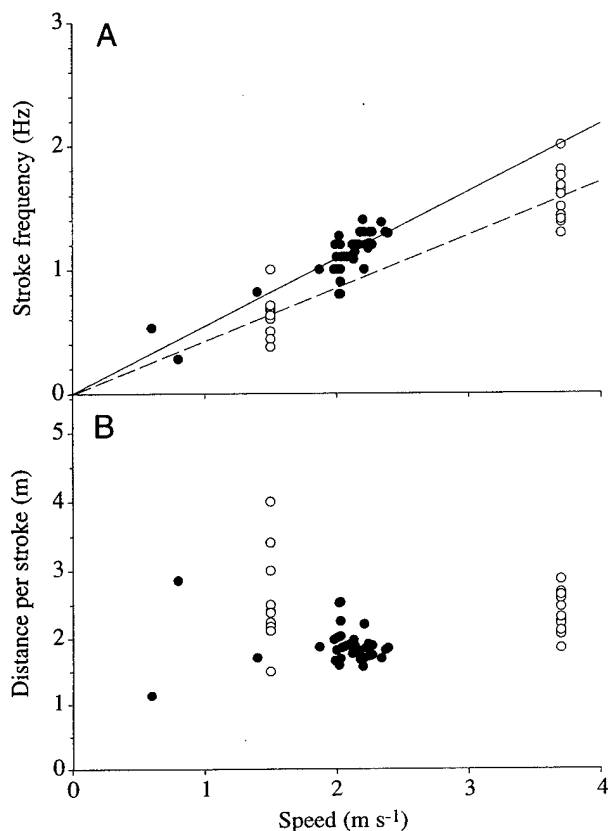 A
3
2
1
0
Stroke frequency (Hz)
B
5
4
3
2
1
0
Distance per stroke (m)
0 1 2 3 4
Speed (m s-1)